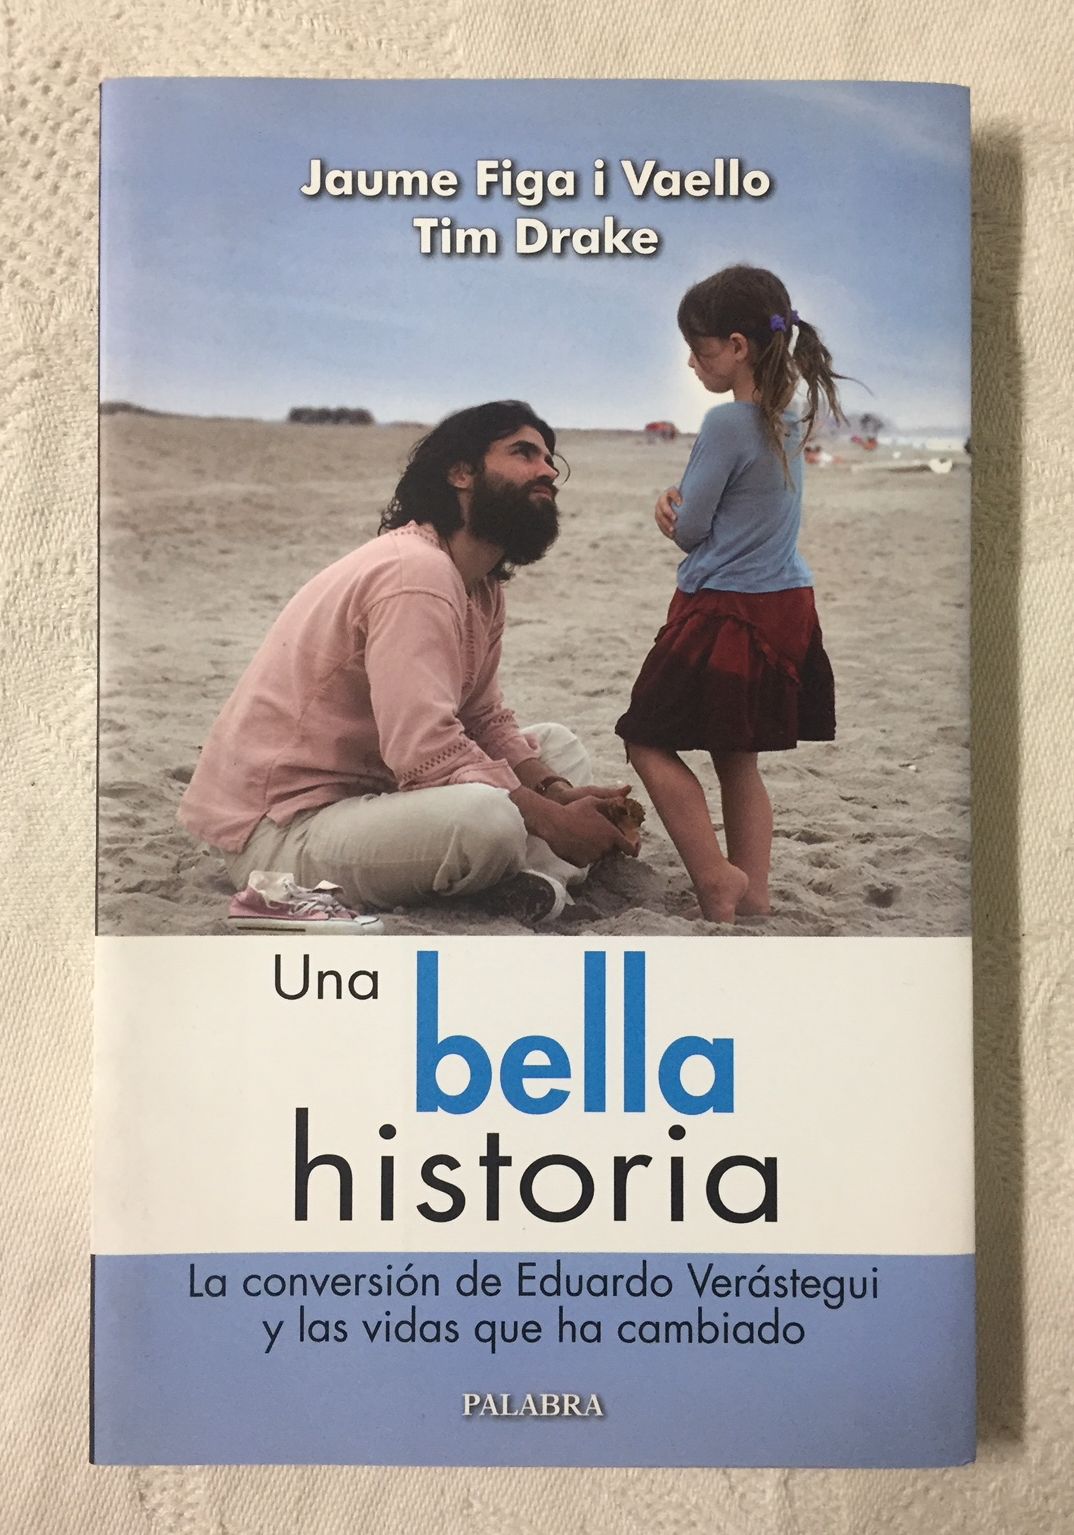 Jaume Figa i Vaello
Tim Drake
Una
bella
historia
La conversión de Eduardo Verástegui
y las vidas que ha cambiado
PALABRA